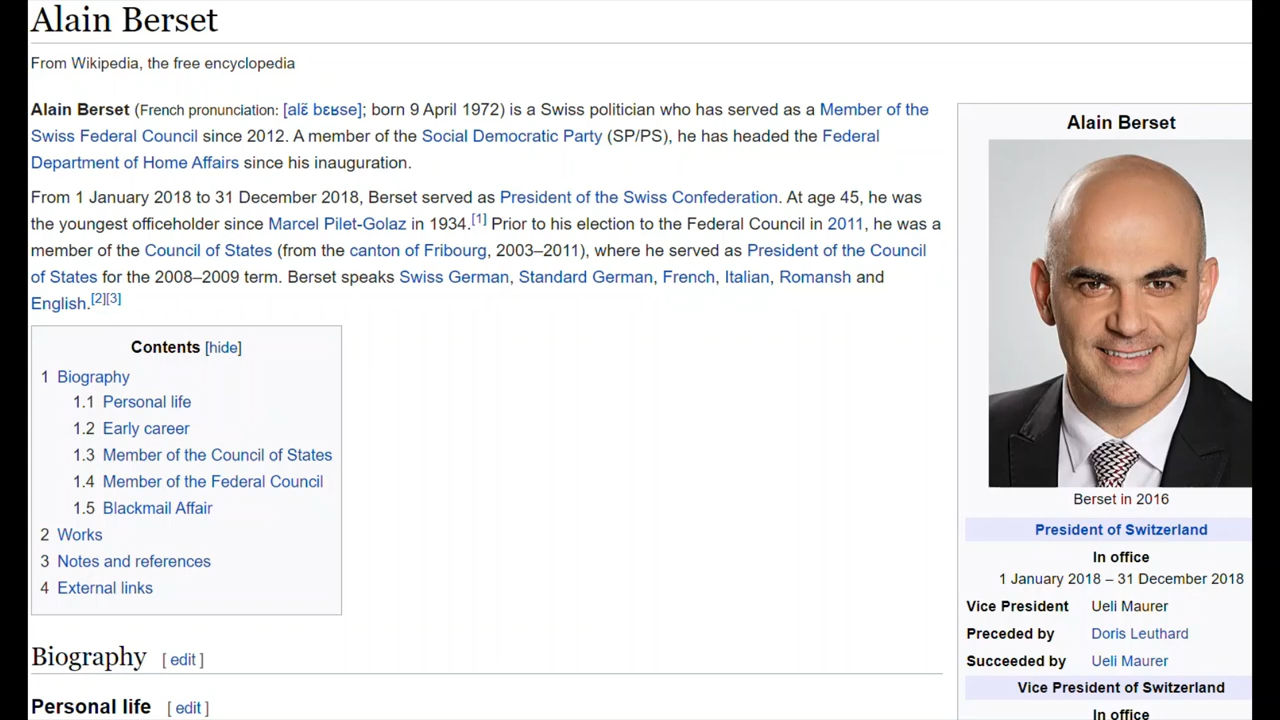 Alain Berset
From Wikipedia, the free encyclopedia
Alain Berset (French pronunciation: [alɛ̃ bɛʁse]; born 9 April 1972) is a Swiss politician who has served as a Member of the
Swiss Federal Council since 2012. A member of the Social Democratic Party (SP/PS), he has headed the Federal
Department of Home Affairs since his inauguration.
From 1 January 2018 to 31 December 2018, Berset served as President of the Swiss Confederation. At age 45, he was
the youngest officeholder since Marcel Pilet-Golaz in 1934.[1] Prior to his election to the Federal Council in 2011, he was a
member of the Council of States (from the canton of Fribourg, 2003–2011), where he served as President of the Council
of States for the 2008–2009 term. Berset speaks Swiss German, Standard German, French, Italian, Romansh and
English.[2][3]
Contents [hide]
1 Biography
1.1 Personal life
1.2 Early career
1.3 Member of the Council of States
1.4 Member of the Federal Council
1.5 Blackmail Affair
2 Works
3 Notes and references
4 External links
Biography [ edit ]
Personal life [ edit ]
Alain Berset
Berset in 2016
President of Switzerland
In office
1 January 2018 – 31 December 2018
Vice President Ueli Maurer
Preceded by Doris Leuthard
Succeeded by Ueli Maurer
Vice President of Switzerland
In office